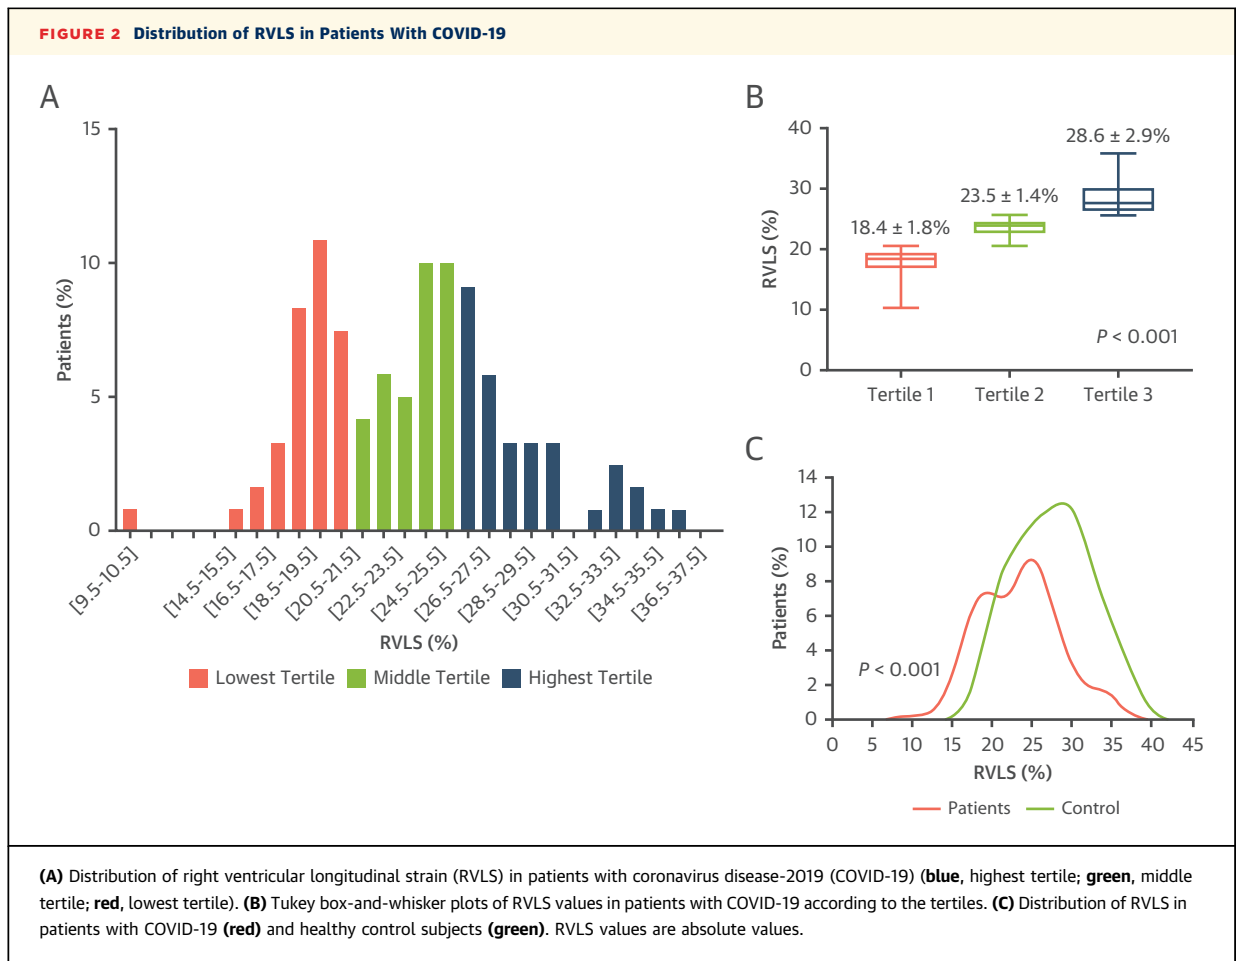 FIGURE 2 Distribution of RVLS in Patients With COVID-19
A
15
10
5
0
Patients (%)
[9.5-10.5]
[14.5-15.5]
[16.5-17.5]
[18.5-19.5]
[20.5-21.5]
[22.5-23.5]
[24.5-25.5]
[26.5-27.5]
[28.5-29.5]
[30.5-31.5]
[32.5-33.5]
[34.5-35.5]
[36.5-37.5]
RVLS (%)
Lowest Tertile Middle Tertile Highest Tertile
B
40
30
20
10
0
RVLS (%)
18.4 ± 1.8%
23.5 ± 1.4%
28.6 ± 2.9%
P < 0.001
Tertile 1 Tertile 2 Tertile 3
C
14
12
10
8
6
4
2
0
Patients (%)
P < 0.001
0 5 10 15 20 25 30 35 40 45
RVLS (%)
Patients Control
(A) Distribution of right ventricular longitudinal strain (RVLS) in patients with coronavirus disease-2019 (COVID-19) (blue, highest tertile; green, middle
tertile; red, lowest tertile). (B) Tukey box-and-whisker plots of RVLS values in patients with COVID-19 according to the tertiles. (C) Distribution of RVLS in
patients with COVID-19 (red) and healthy control subjects (green). RVLS values are absolute values.